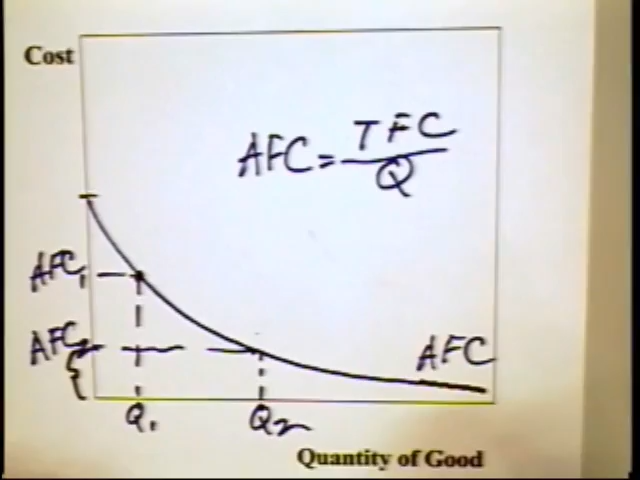 Cost
AFC = TFC
Q
AFC1
AFC2
AFC
Q1
Q2
Quantity of Good